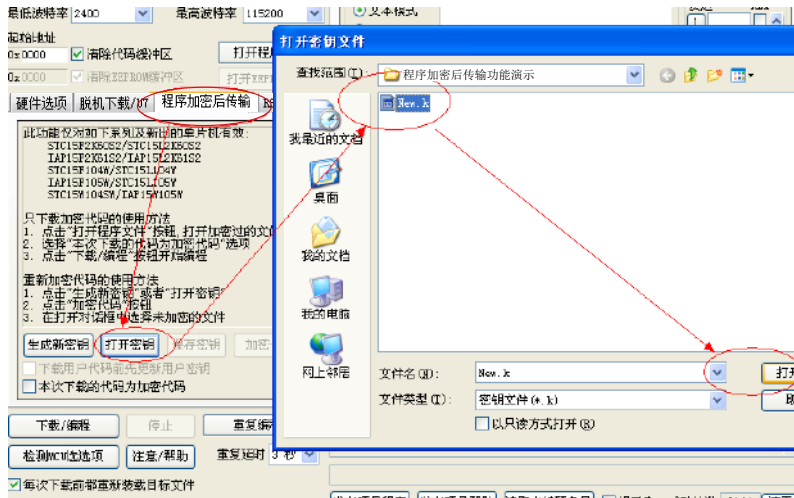 最低波特率 2400 最高波特率 115200
文本模式
起始地址
0x0000 清除代码缓冲区 打开程
0x0000 清除EEPROM缓冲区
硬件选项 脱机下载/U7 程序加密后传输
此功能仅对如下系列及新出的单片机有效:
STC15F2K60S2/STC15L2K60S2
IAP15F2K61S2/IAP15L2K61S2
STC15F104W/STC15L104W
IAP15F105W/STC15L105W
STC15W104SW/IAP15W105W
只下载加密代码的使用方法
1. 点击"打开程序文件"按钮,打开加密过的文
2. 选择"本次下载的代码为加密代码"选项
3. 点击"下载/编程"按钮开始编程
重新加密代码的使用方法
1. 点击"生成新密钥"或者"打开密钥"
2. 点击"加密代码"按钮
3. 在打开对话框中选择未加密的文件
生成新密钥 打开密钥 保存密钥 加密
下载用户代码前先更新用户密钥
本次下载的代码为加密代码
下载/编程 停止 重复编
检测MCU选项 注意/帮助 重复延时 3 秒
每次下载前都重新装载目标文件
打开密钥文件
查找范围(I): 程序加密后传输功能演示
New.k
我最近的文档
桌面
我的文档
我的电脑
网上邻居
文件名(N): New.k 打开
文件类型(T): 密钥文件(*.k)
以只读方式打开(R)